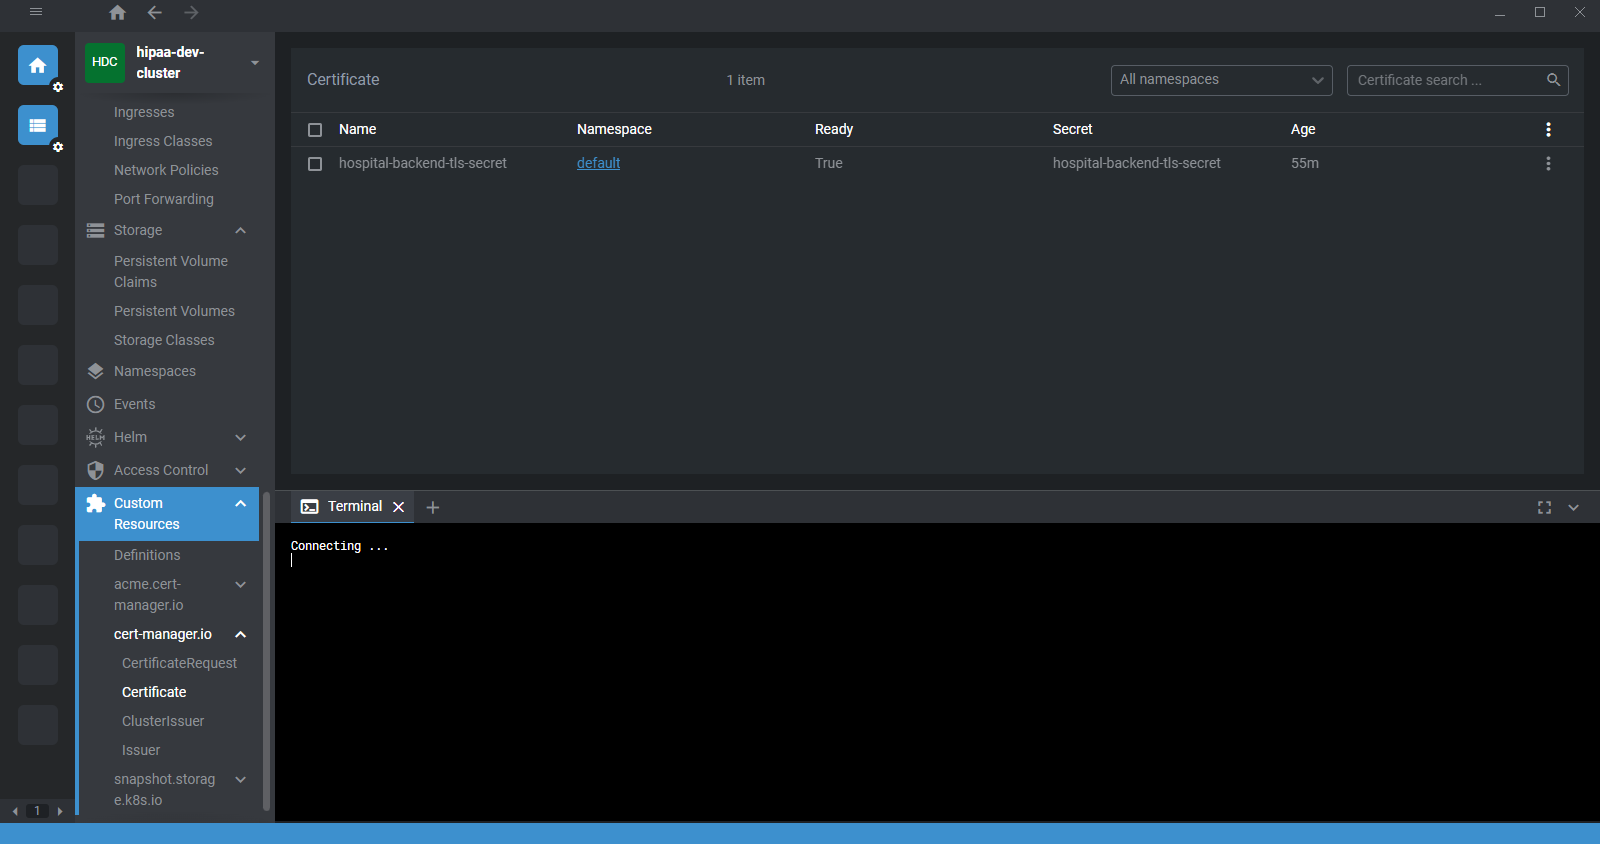 HDC
hipaa-dev-
cluster
Ingresses
Ingress Classes
Network Policies
Port Forwarding
Storage
Persistent Volume
Claims
Persistent Volumes
Storage Classes
Namespaces
Events
HELM
Helm
Access Control
Custom
Resources
Definitions
acme.cert-
manager.io
cert-manager.io
CertificateRequest
Certificate
ClusterIssuer
Issuer
snapshot.storag
e.k8s.io
1
Certificate
1 item
All namespaces
Certificate search ...
Name Namespace Ready Secret Age
hospital-backend-tls-secret default True hospital-backend-tls-secret 55m
Terminal
Connecting ...